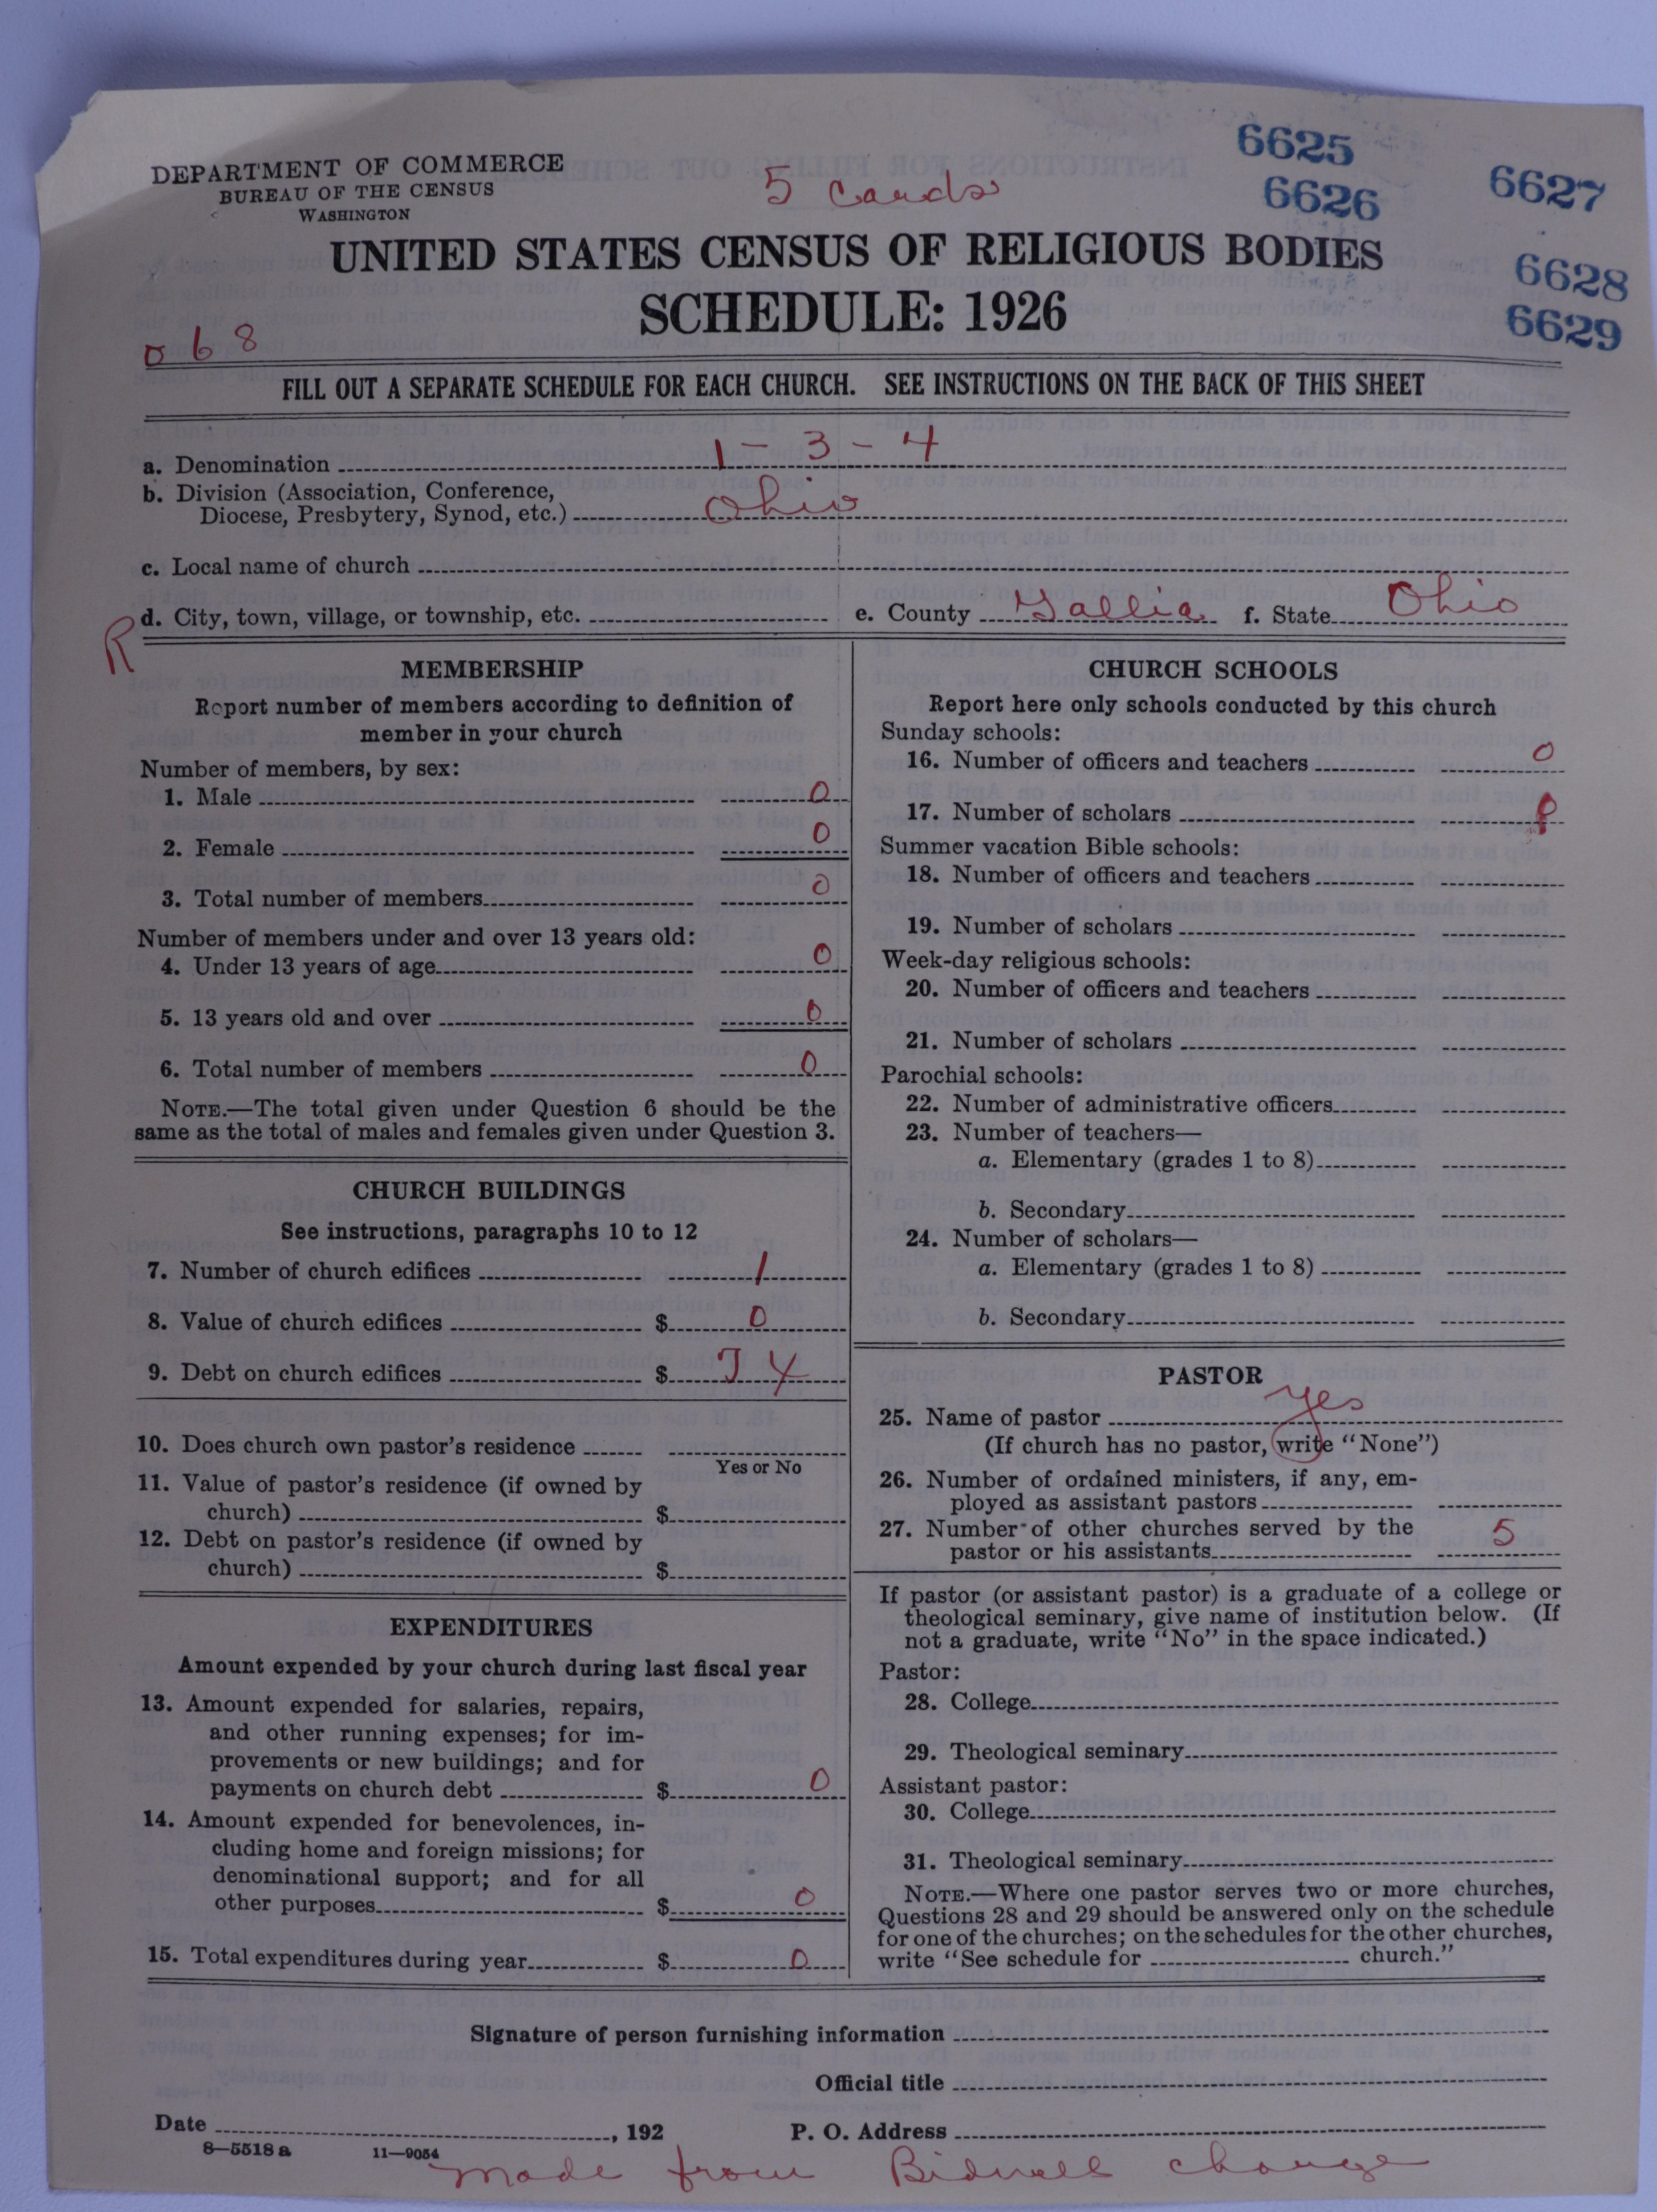 DEPARTMENT OF COMMERCE
BUREAU OF THE CENSUS
WASHINGTON
5 Cards
6625
6626
6627
6628
6629
UNITED STATES CENSUS OF RELIGIOUS BODIES
SCHEDULE: 1926
0 6 8
FILL OUT A SEPARATE SCHEDULE FOR EACH CHURCH. SEE INSTRUCTIONS ON THE BACK OF THIS SHEET
a. Denomination 1 - 3 - 4
b. Division (Association, Conference,
Diocese, Presbytery, Synod, etc.) Ohio
c. Local name of church
R d. City, town, village, or township, etc. e. County Gallia f. State Ohio
MEMBERSHIP
Report number of members according to definition of
member in your church
Number of members, by sex:
1. Male 0
2. Female 0
3. Total number of members 0
Number of members under and over 13 years old:
4. Under 13 years of age 0
5. 13 years old and over 0
6. Total number of members 0
NOTE.—The total given under Question 6 should be the
same as the total of males and females given under Question 3.
CHURCH BUILDINGS
See instructions, paragraphs 10 to 12
7. Number of church edifices 1
8. Value of church edifices $ 0
9. Debt on church edifices $
10. Does church own pastor's residence
Yes or No
11. Value of pastor's residence (if owned by
church) $
12. Debt on pastor's residence (if owned by
church) $
EXPENDITURES
Amount expended by your church during last fiscal year
13. Amount expended for salaries, repairs,
and other running expenses; for im-
provements or new buildings; and for
payments on church debt $ 0
14. Amount expended for benevolences, in-
cluding home and foreign missions; for
denominational support; and for all
other purposes $ 0
15. Total expenditures during year $ 0
CHURCH SCHOOLS
Report here only schools conducted by this church
Sunday schools:
16. Number of officers and teachers 0
17. Number of scholars 0
Summer vacation Bible schools:
18. Number of officers and teachers
19. Number of scholars
Week-day religious schools:
20. Number of officers and teachers
21. Number of scholars
Parochial schools:
22. Number of administrative officers
23. Number of teachers—
a. Elementary (grades 1 to 8)
b. Secondary
24. Number of scholars—
a. Elementary (grades 1 to 8)
b. Secondary
PASTOR
25. Name of pastor yes
(If church has no pastor, write "None")
26. Number of ordained ministers, if any, em-
ployed as assistant pastors
27. Number of other churches served by the
pastor or his assistants 5
If pastor (or assistant pastor) is a graduate of a college or
theological seminary, give name of institution below. (If
not a graduate, write "No" in the space indicated.)
Pastor:
28. College
29. Theological seminary
Assistant pastor:
30. College
31. Theological seminary
NOTE.—Where one pastor serves two or more churches,
Questions 28 and 29 should be answered only on the schedule
for one of the churches; on the schedules for the other churches,
write "See schedule for church."
Signature of person furnishing information
Official title
Date , 192 P. O. Address
8—5518 a 11—9054
Made from Bidwell charge